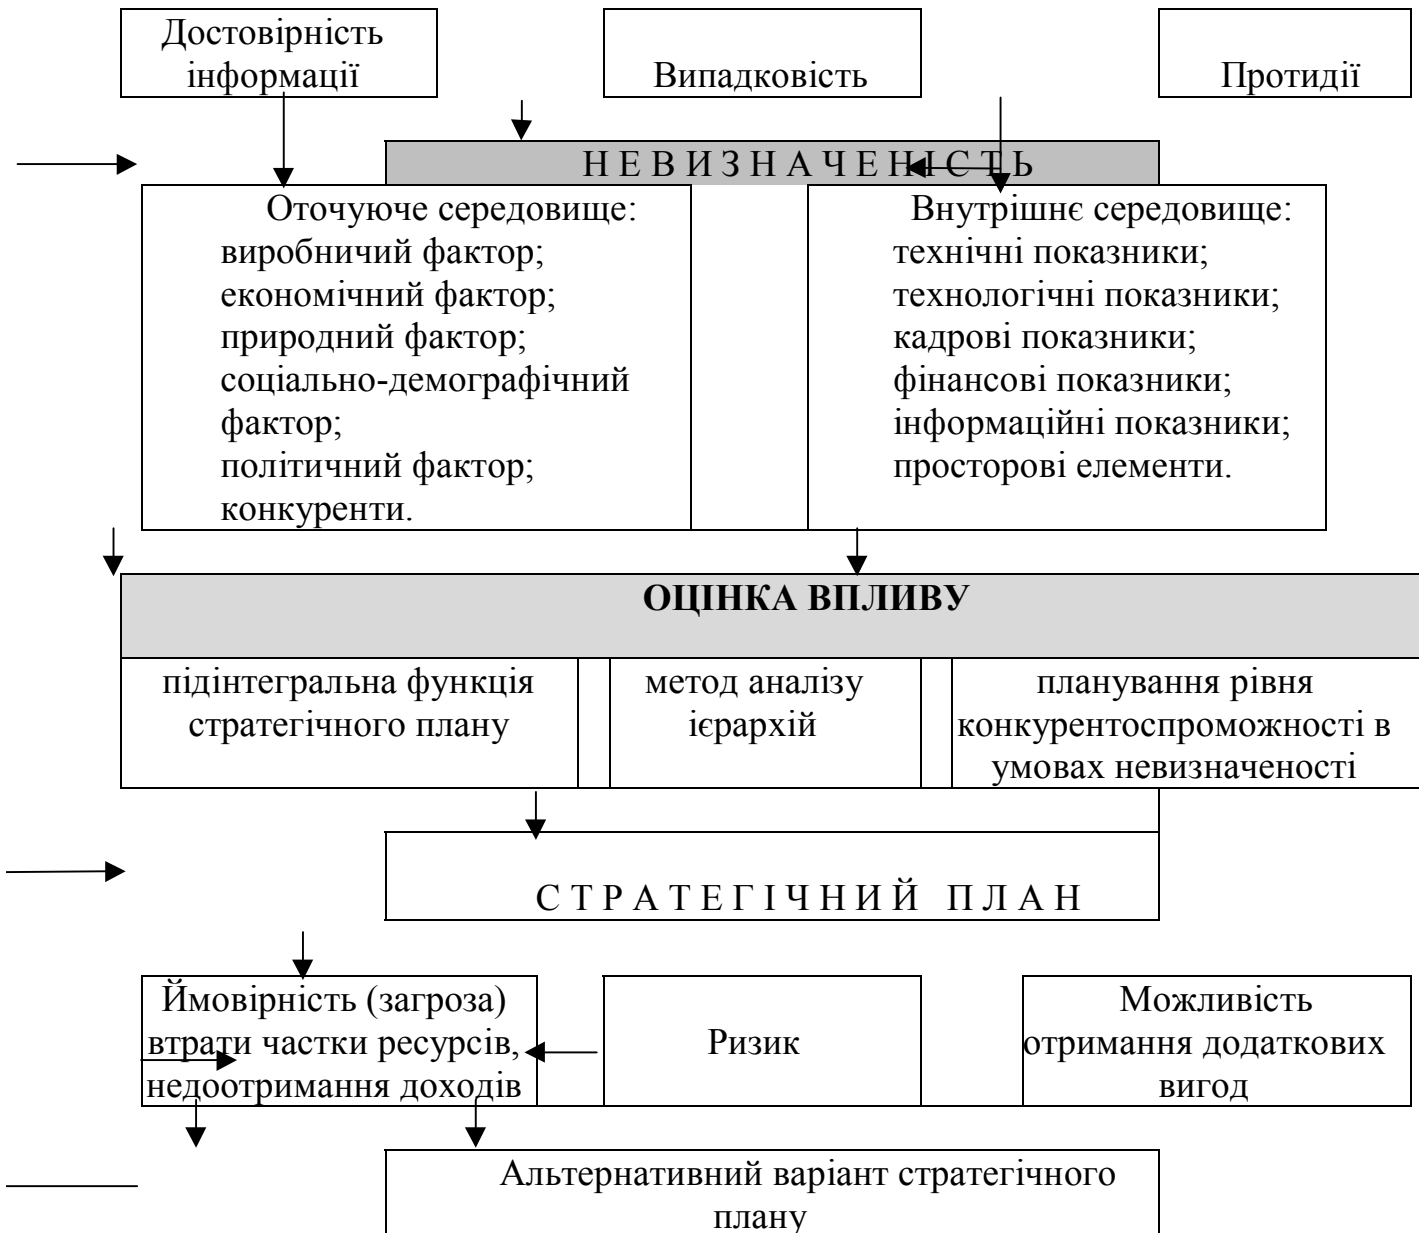 Достовірність
інформації
Випадковість
Протидії
Н Е В И З Н А Ч Е Н І С Т Ь
Оточуюче середовище:
виробничий фактор;
економічний фактор;
природний фактор;
соціально-демографічний
фактор;
політичний фактор;
конкуренти.
Внутрішнє середовище:
технічні показники;
технологічні показники;
кадрові показники;
фінансові показники;
інформаційні показники;
просторові елементи.
ОЦІНКА ВПЛИВУ
підінтегральна функція
стратегічного плану
метод аналізу
ієрархій
планування рівня
конкурентоспроможності в
умовах невизначеності
С Т Р А Т Е Г І Ч Н И Й П Л А Н
Ймовірність (загроза)
втрати частки ресурсів,
недоотримання доходів
Ризик
Можливість
отримання додаткових
вигод
Альтернативний варіант стратегічного
плану